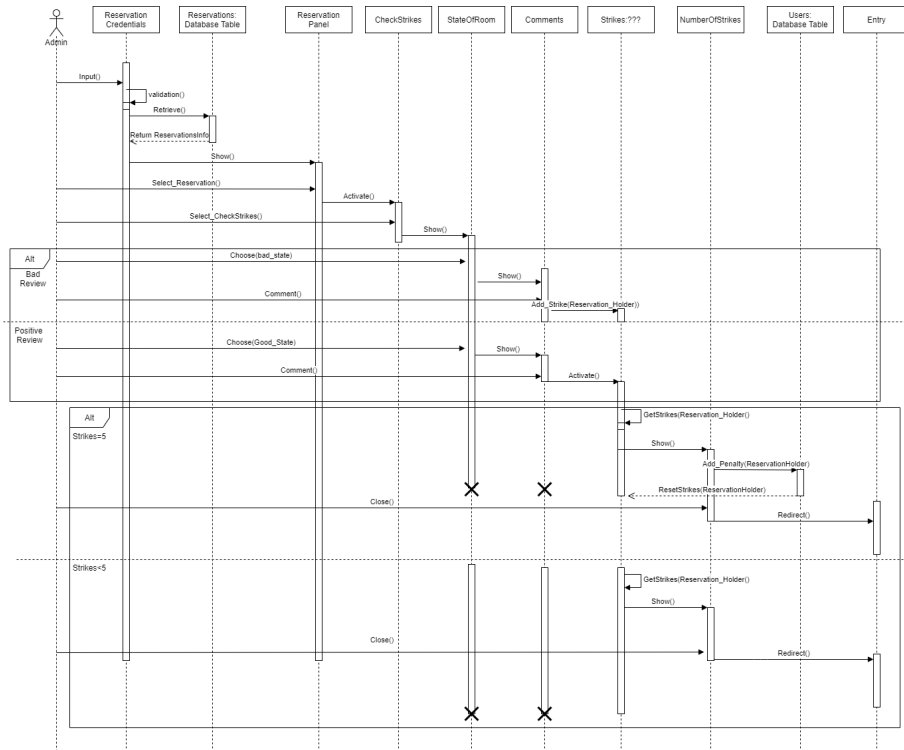 Admin
Reservation
Credentials
Reservations:
Database Table
Reservation
Panel
CheckStrikes
StateOfRoom
Comments
Strikes:???
NumberOfStrikes
Users:
Database Table
Entry
Input()
validation()
Retrieve()
Return ReservationsInfo
Show()
Select_Reservation()
Activate()
Select_CheckStrikes()
Show()
Alt
Bad
Review
Choose(bad_state)
Show()
Comment()
Add_Strike(Reservation_Holder))
Positive
Review
Choose(Good_State)
Show()
Comment()
Activate()
Alt
Strikes=5
GetStrikes(Reservation_Holder()
Show()
Add_Penalty(ReservationHolder)
ResetStrikes(ReservationHolder)
Close()
Redirect()
Strikes<5
GetStrikes(Reservation_Holder()
Show()
Close()
Redirect()